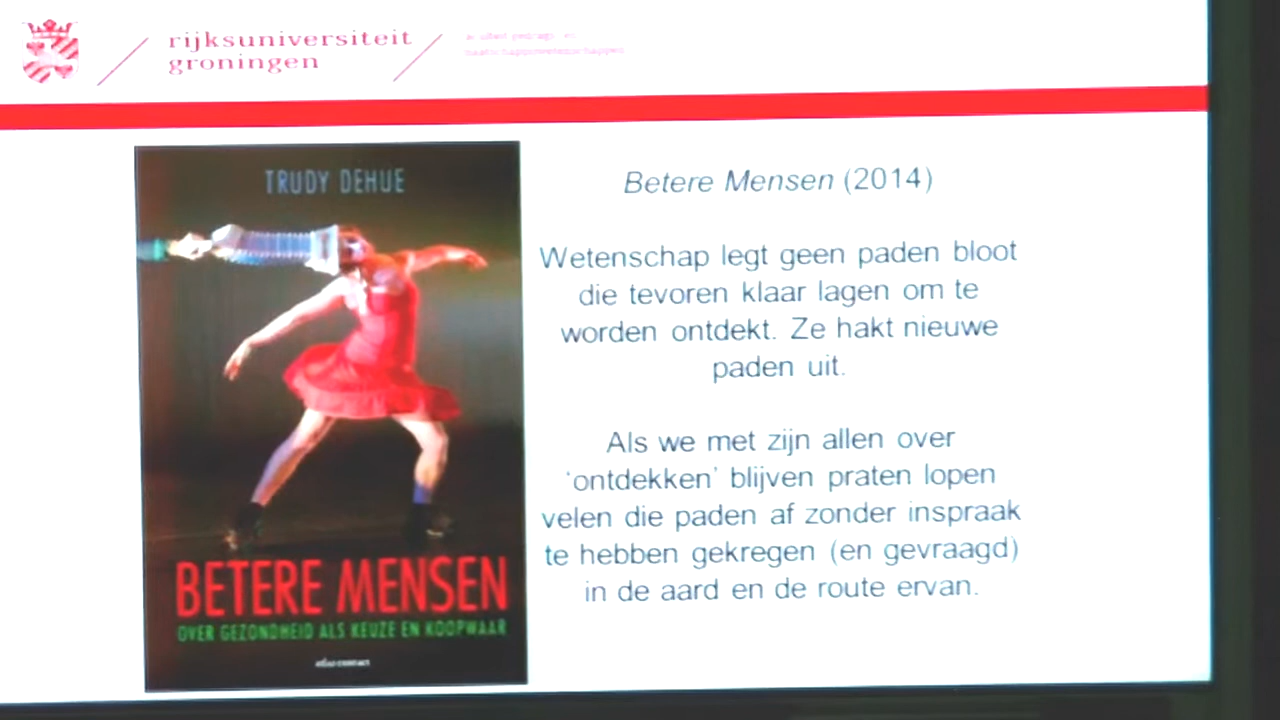 rijksuniversiteit
groningen
TRUDY DEHUE
BETERE MENSEN
OVER GEZONDHEID ALS KEUZE EN KOOPWAAR
atlas contact
Betere Mensen (2014)
Wetenschap legt geen paden bloot
die tevoren klaar lagen om te
worden ontdekt. Ze hakt nieuwe
paden uit.
Als we met zijn allen over
'ontdekken' blijven praten lopen
velen die paden af zonder inspraak
te hebben gekregen (en gevraagd)
in de aard en de route ervan.